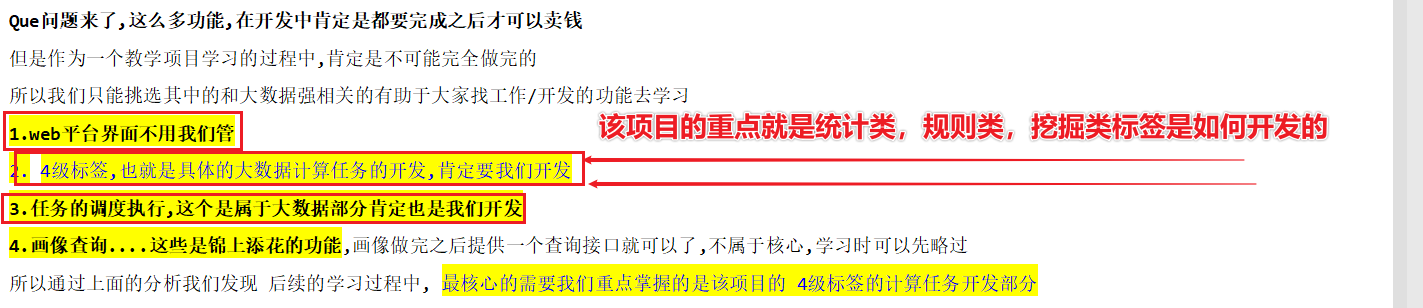 Que问题来了,这么多功能,在开发中肯定是都要完成之后才可以卖钱
但是作为一个教学项目学习的过程中,肯定是不可能完全做完的
所以我们只能挑选其中的和大数据强相关的有助于大家找工作/开发的功能去学习
1.web平台界面不用我们管
该项目的重点就是统计类，规则类，挖掘类标签是如何开发的
2. 4级标签,也就是具体的大数据计算任务的开发,肯定要我们开发
3.任务的调度执行,这个是属于大数据部分肯定也是我们开发
4.画像查询....这些是锦上添花的功能,画像做完之后提供一个查询接口就可以了,不属于核心,学习时可以先略过
所以通过上面的分析我们发现 后续的学习过程中, 最核心的需要我们重点掌握的是该项目的 4级标签的计算任务开发部分